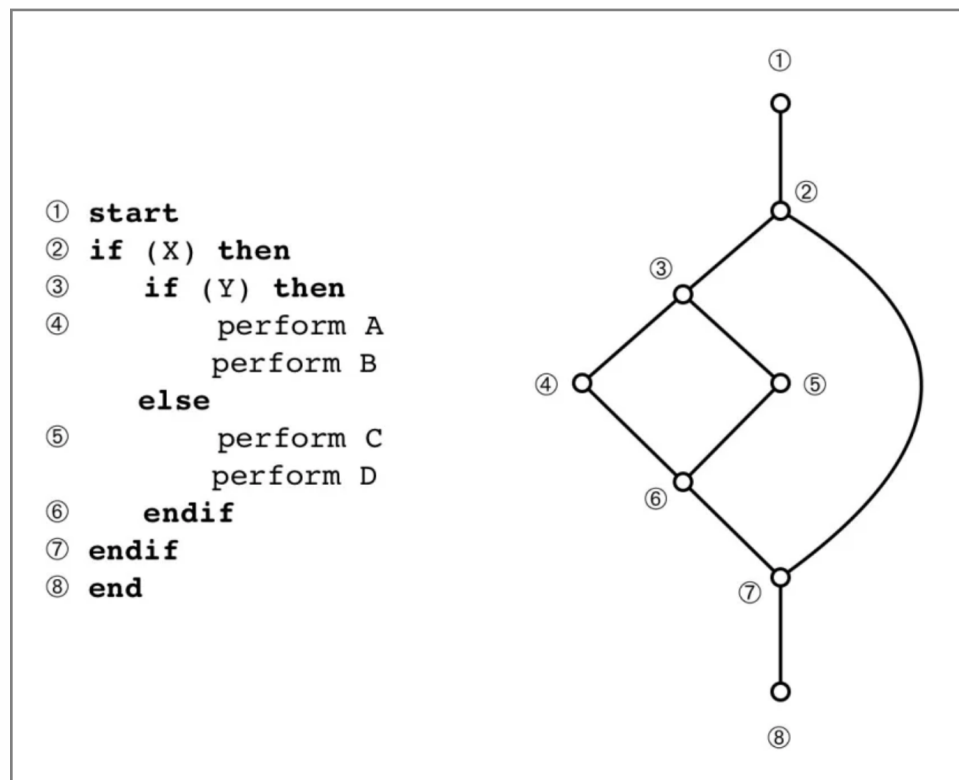 ① start
② if (X) then
③ if (Y) then
④ perform A
perform B
else
⑤ perform C
perform D
⑥ endif
⑦ endif
⑧ end
①
②
③
④
⑤
⑥
⑦
⑧